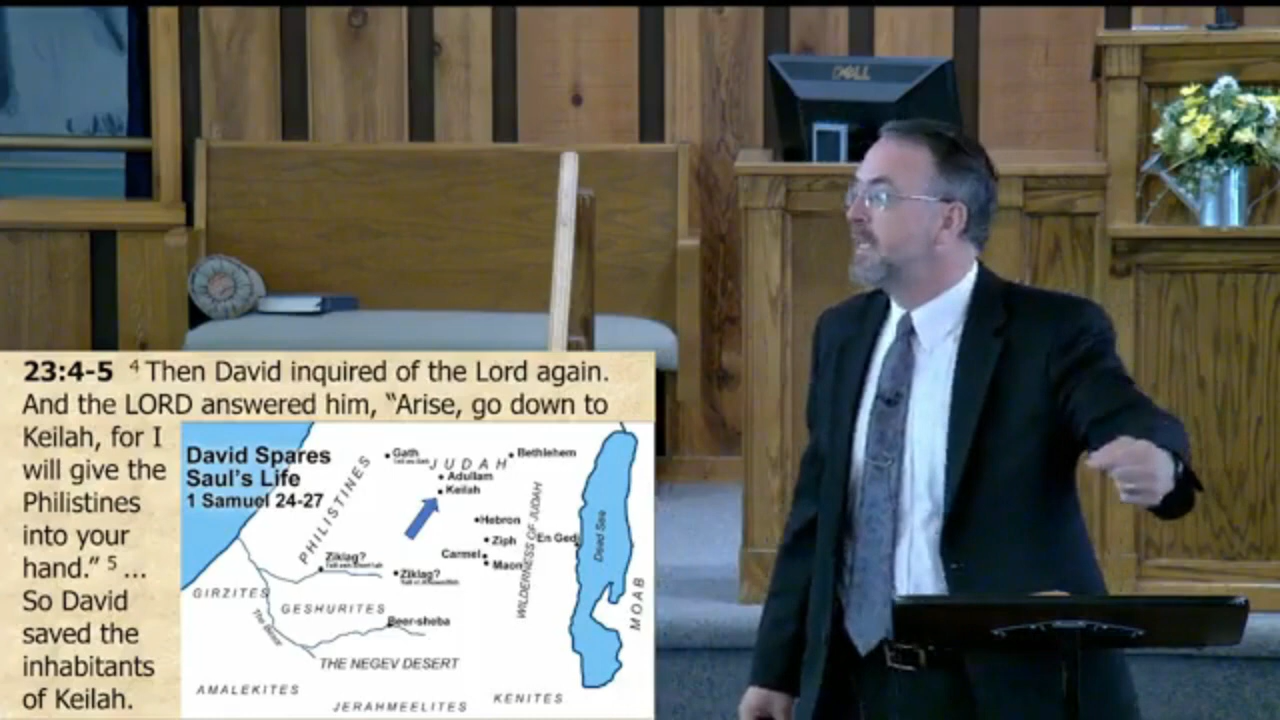 DELL
23:4-5 4 Then David inquired of the Lord again.
And the LORD answered him, “Arise, go down to
Keilah, for I
will give the
Philistines
into your
hand.” 5 ...
So David
saved the
inhabitants
of Keilah.
David Spares
Saul's Life
1 Samuel 24-27
PHILISTINES
Gath
JUDAH
Bethlehem
Adullam
Keilah
Hebron
Ziph
En Gedi
Carmel
Maon
WILDERNESS OF JUDAH
Dead Sea
MOAB
Ziklag?
Ziklag?
GIRZITES
GESHURITES
The Besor
Beer-sheba
THE NEGEV DESERT
AMALEKITES
JERAHMEELITES
KENITES